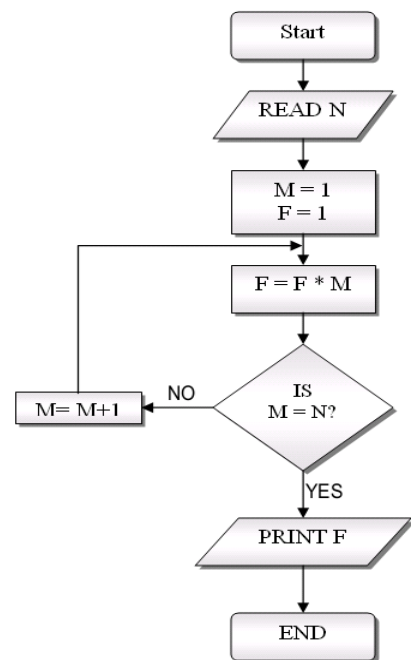 Start
READ N
M = 1
F = 1
F = F * M
IS
M = N?
NO
M= M+1
YES
PRINT F
END